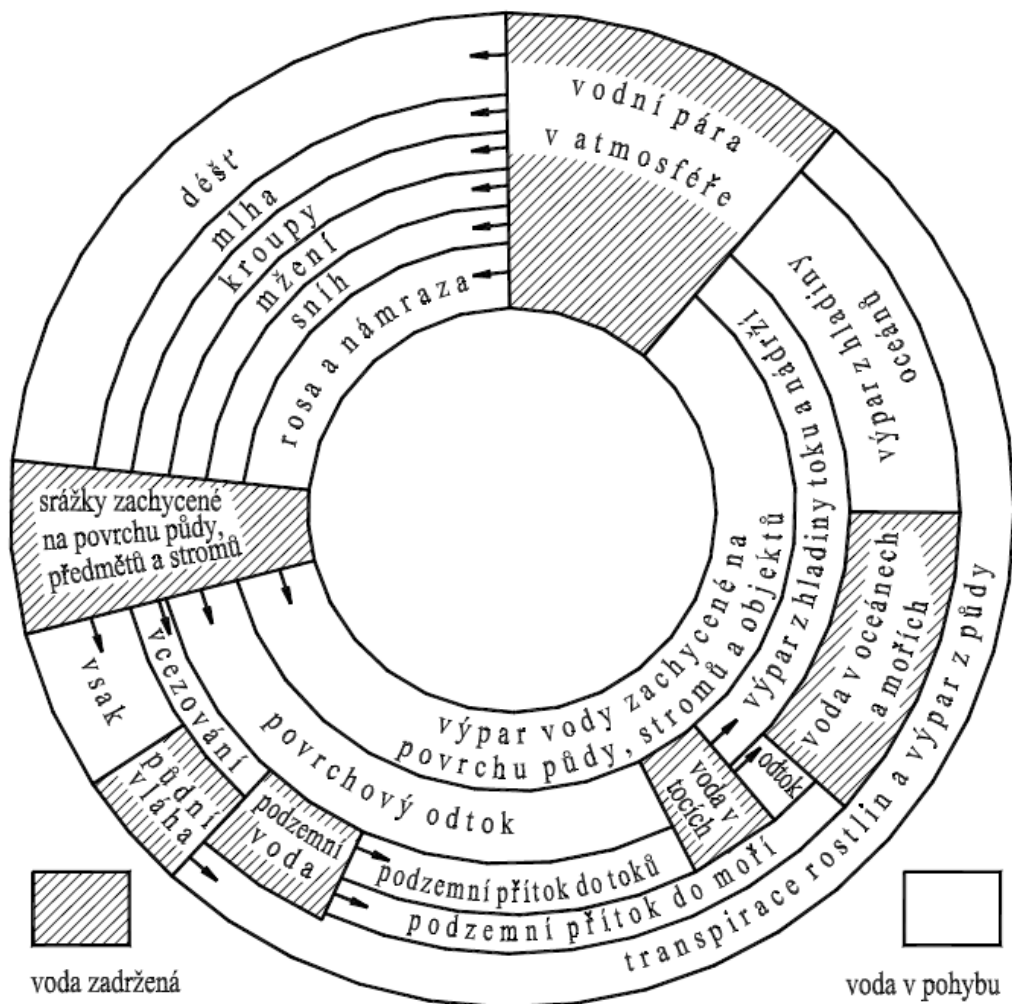 vodní pára
v atmosféře
déšť
mlha
kroupy
mžení
sníh
rosa a námraza
výpar z hladiny
oceánů
výpar z hladiny toku a nádrží
srážky zachycené
na povrchu půdy,
předmětů a stromů
voda v oceánech
a mořích
výpar vody zachycené na
povrchu půdy, stromů a objektů
vsak
vcezování
povrchový odtok
voda v
tocích
odtok
půdní
vláha
podzemní
voda
podzemní přítok do toků
podzemní přítok do moří
transpirace rostlin a výpar z půdy
voda zadržená
voda v pohybu